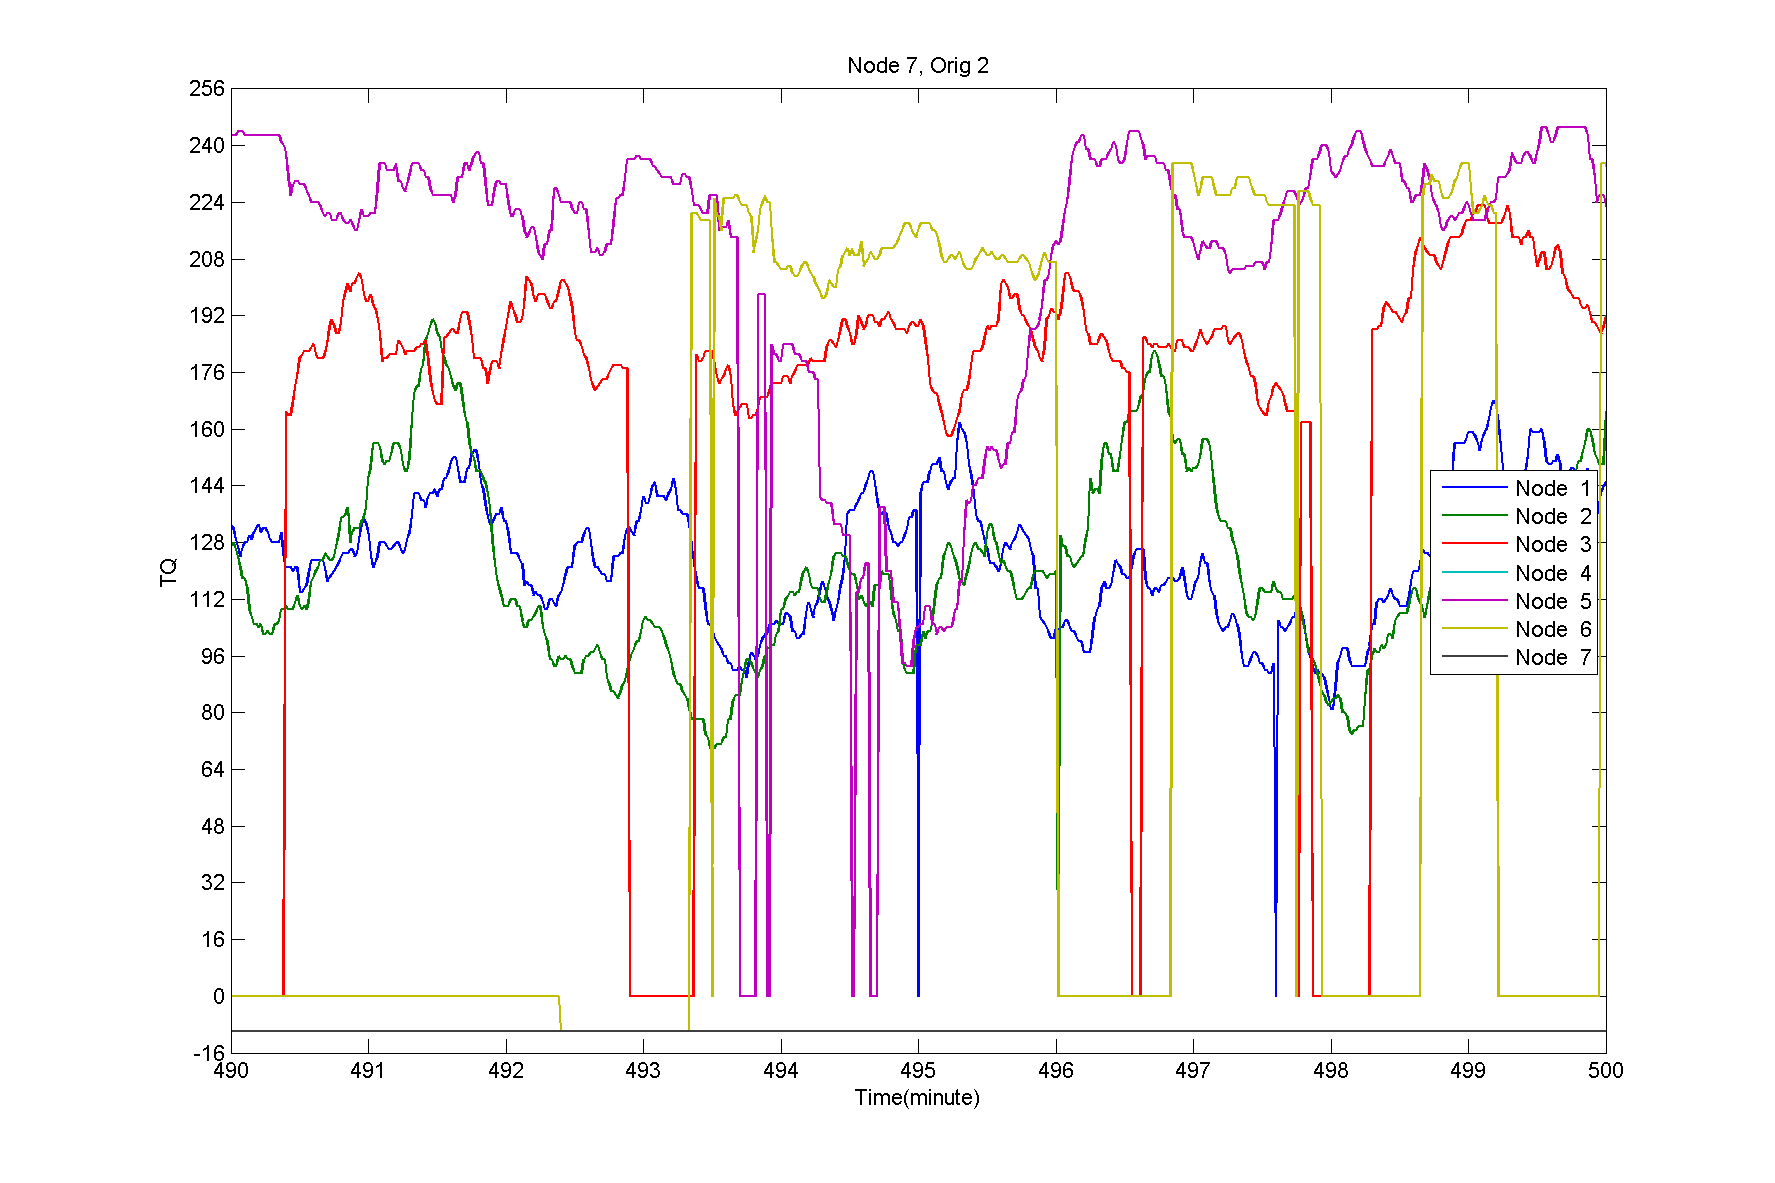 Node 7, Orig 2
256
240
224
208
192
176
160
144
128
112
96
80
64
48
32
16
0
-16
TQ
490 491 492 493 494 495 496 497 498 499 500
Time(minute)
Node 1
Node 2
Node 3
Node 4
Node 5
Node 6
Node 7